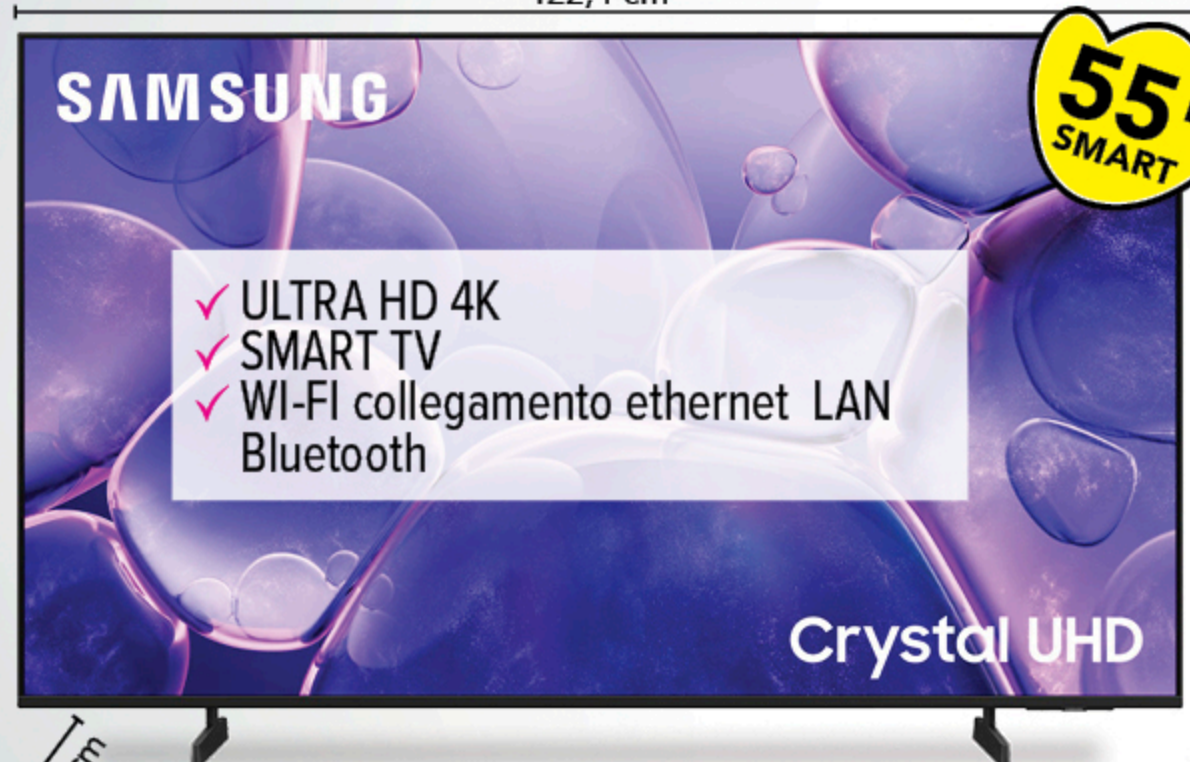 SAMSUNG
55"
SMART
ULTRA HD 4K
SMART TV
WI-FI collegamento ethernet LAN
Bluetooth
Crystal UHD